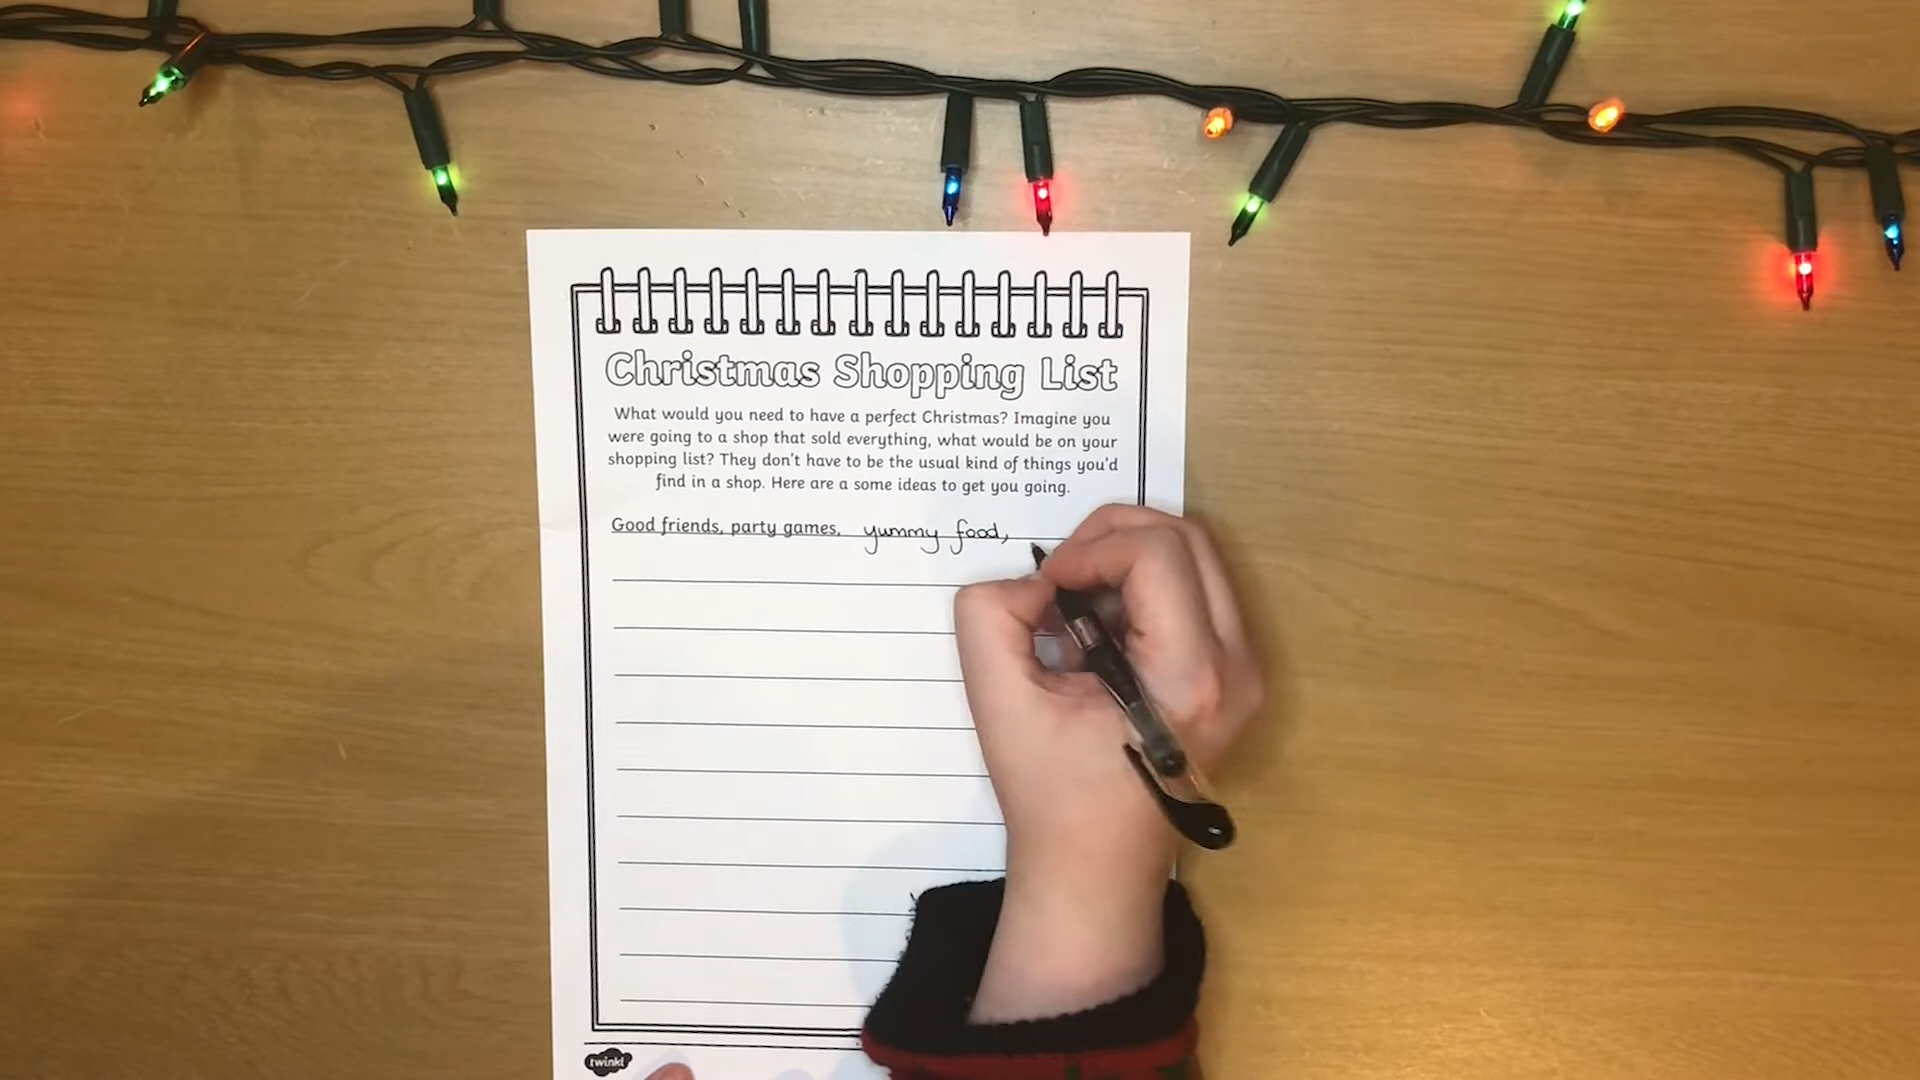 Christmas Shopping List
What would you need to have a perfect Christmas? Imagine you
were going to a shop that sold everything, what would be on your
shopping list? They don't have to be the usual kind of things you'd
find in a shop. Here are a some ideas to get you going.
Good friends, party games, yummy food,
twinkl